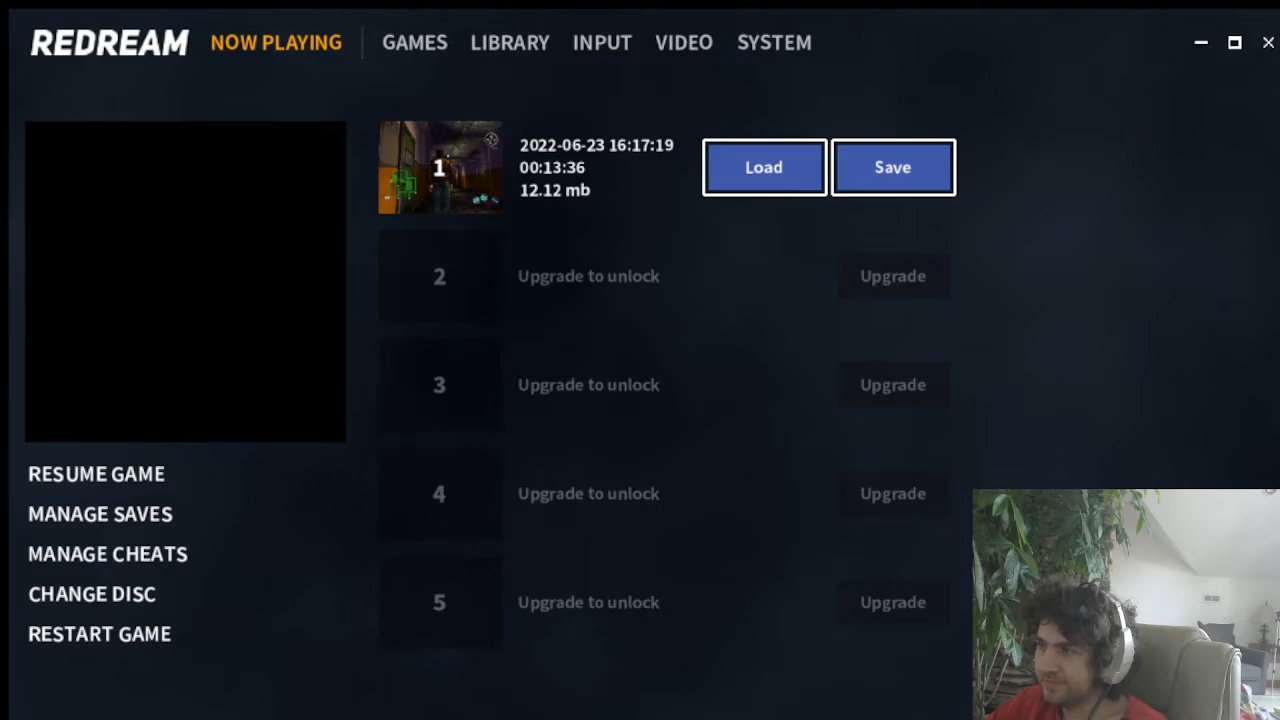 REDREAM NOW PLAYING GAMES LIBRARY INPUT VIDEO SYSTEM
1
2022-06-23 16:17:19
00:13:36
12.12 mb
Load
Save
2
Upgrade to unlock
Upgrade
3
Upgrade to unlock
Upgrade
4
Upgrade to unlock
Upgrade
5
Upgrade to unlock
Upgrade
RESUME GAME
MANAGE SAVES
MANAGE CHEATS
CHANGE DISC
RESTART GAME